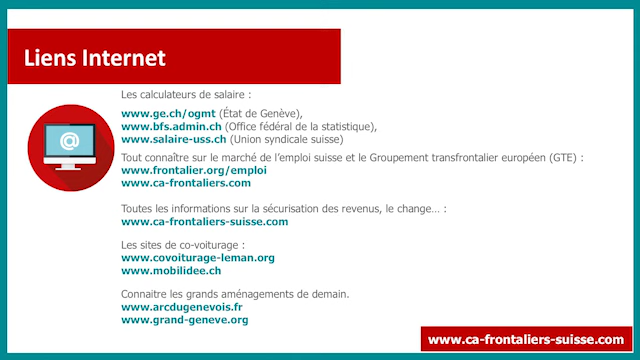 Liens Internet
Les calculateurs de salaire :
www.ge.ch/ogmt (État de Genève),
www.bfs.admin.ch (Office fédéral de la statistique),
www.salaire-uss.ch (Union syndicale suisse)
Tout connaître sur le marché de l’emploi suisse et le Groupement transfrontalier européen (GTE) :
www.frontalier.org/emploi
www.ca-frontaliers.com
Toutes les informations sur la sécurisation des revenus, le change… :
www.ca-frontaliers-suisse.com
Les sites de co-voiturage :
www.covoiturage-leman.org
www.mobilidee.ch
Connaitre les grands aménagements de demain.
www.arcdugenevois.fr
www.grand-geneve.org
www.ca-frontaliers-suisse.com
@